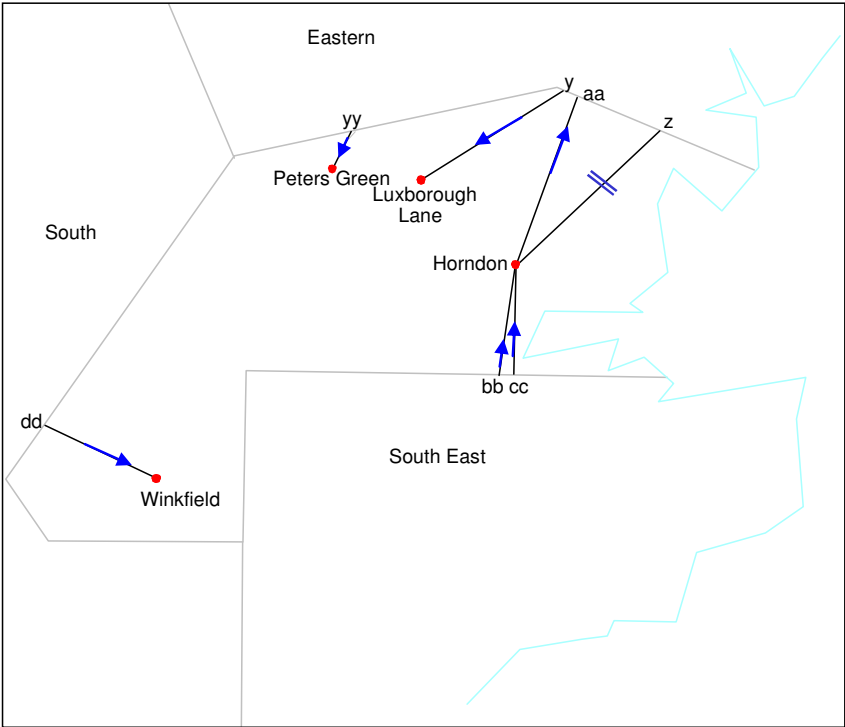 Eastern
y
aa
yy
z
Peters Green
Luxborough
Lane
South
Horndon
bb cc
dd
South East
Winkfield